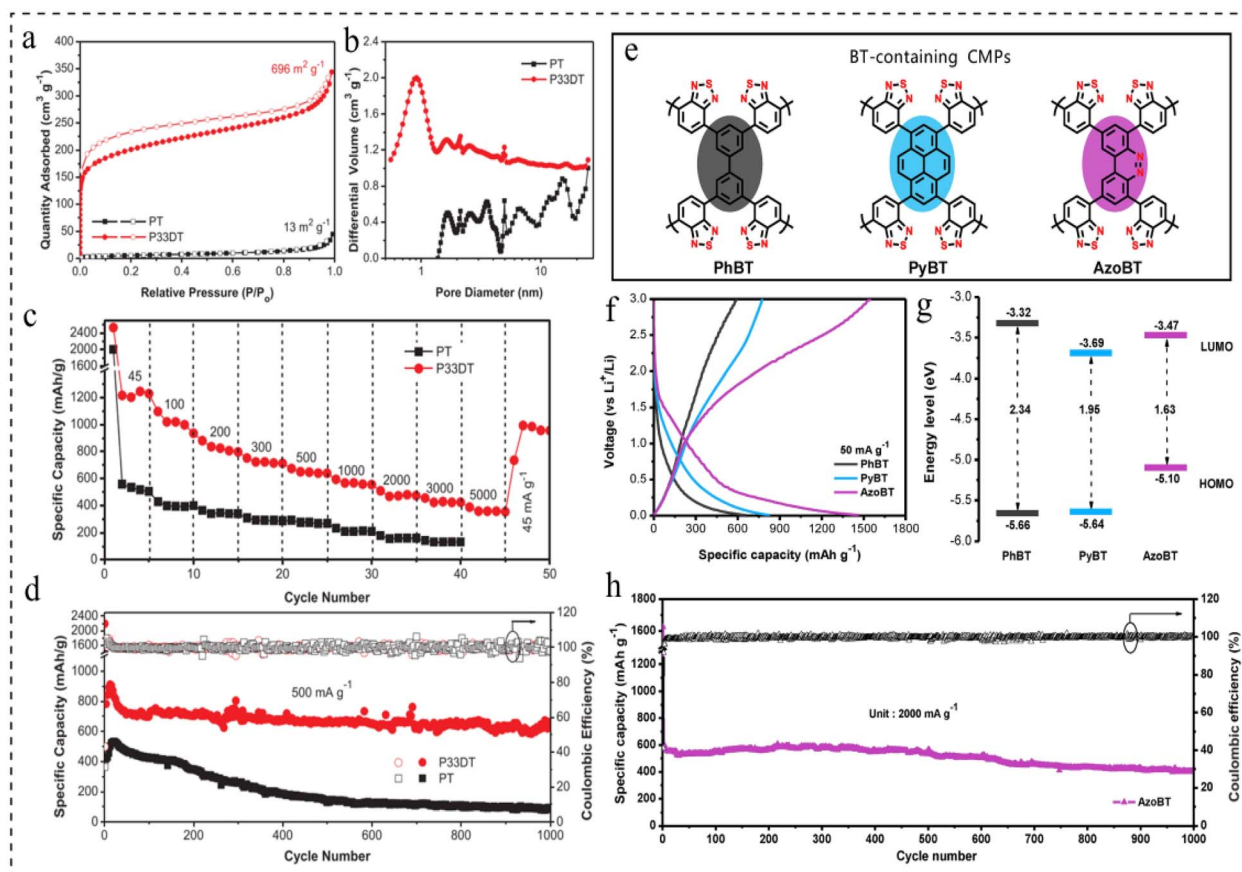 a
400
350
300
250
200
150
100
50
0
0.0 0.2 0.4 0.6 0.8 1.0
Quantity Adsorbed (cm³ g⁻¹)
Relative Pressure (P/P₀)
696 m² g⁻¹
PT
P33DT
13 m² g⁻¹
b
2.4
2.0
1.6
1.2
0.8
0.4
0.0
1 10
Differential Volume (cm³ g⁻¹)
Pore Diameter (nm)
PT
P33DT
c
2400
2000
1600
1200
1000
800
600
400
200
0
0 10 20 30 40 50
Specific Capacity (mAh/g)
Cycle Number
PT
P33DT
45
100
200
300
500
1000
2000
3000
5000
45 mA g⁻¹
d
2400
2000
1600
1000
800
600
400
200
0
0 200 400 600 800 1000
120
100
80
60
40
20
0
Specific Capacity (mAh/g)
Coulombic Efficiency (%)
Cycle Number
500 mA g⁻¹
P33DT
PT
e
BT-containing CMPs
N S N N S N N S N N S N N S N N S N
N
N
N S N N S N N S N N S N N S N N S N
PhBT PyBT AzoBT
f
3.0
2.5
2.0
1.5
1.0
0.5
0.0
0 300 600 900 1200 1500 1800
Voltage (vs Li⁺/Li)
Specific capacity (mAh g⁻¹)
50 mA g⁻¹
PhBT
PyBT
AzoBT
g
-3.0
-3.5
-4.0
-4.5
-5.0
-5.5
-6.0
Energy level (eV)
-3.32 -3.69 -3.47
LUMO
2.34 1.95 1.63
HOMO
-5.66 -5.64 -5.10
PhBT PyBT AzoBT
h
1800
1600
1400
1200
1000
800
600
400
200
0
0 100 200 300 400 500 600 700 800 900 1000
120
100
80
60
40
20
0
Specific capacity (mAh g⁻¹)
Coulombic Efficiency (%)
Cycle number
Unit : 2000 mA g⁻¹
AzoBT